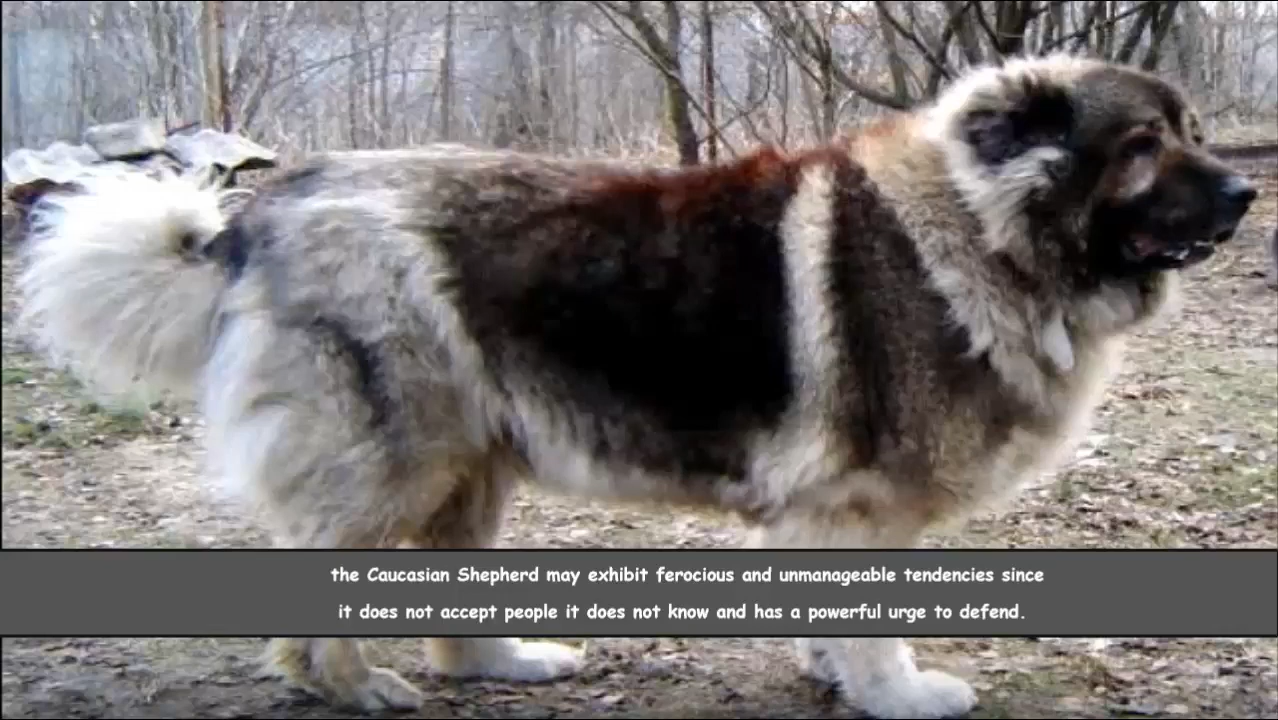 the Caucasian Shepherd may exhibit ferocious and unmanageable tendencies since
it does not accept people it does not know and has a powerful urge to defend.